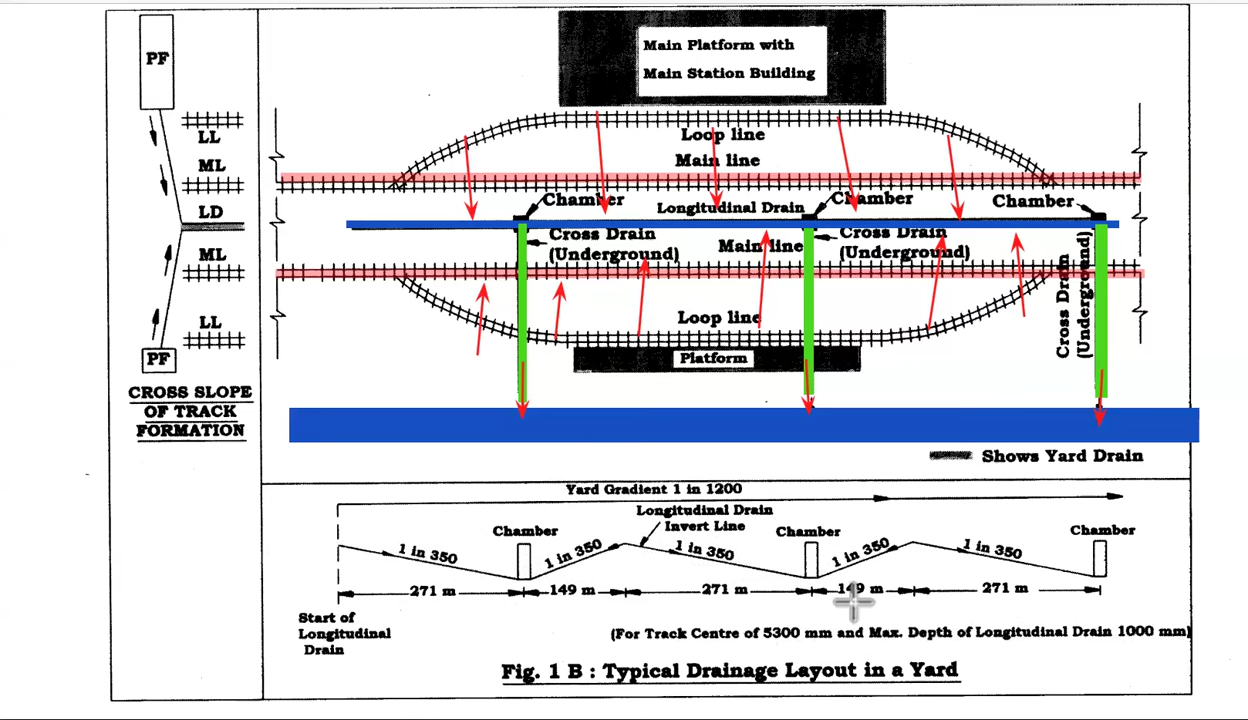 PF
LL
ML
LD
ML
LL
PF
CROSS SLOPE
OF TRACK
FORMATION
Main Platform with
Main Station Building
Loop line
Main line
Chamber
Longitudinal Drain
Chamber
Chamber
Cross Drain
(Underground)
Main line
Cross Drain
(Underground)
Cross Drain
(Underground)
Loop line
Platform
Shows Yard Drain
Yard Gradient 1 in 1200
Longitudinal Drain
Invert Line
Chamber
Chamber
Chamber
1 in 350
1 in 350
1 in 350
1 in 350
1 in 350
271 m
149 m
271 m
149 m
271 m
Start of
Longitudinal
Drain
(For Track Centre of 5300 mm and Max. Depth of Longitudinal Drain 1000 mm)
Fig. 1 B : Typical Drainage Layout in a Yard